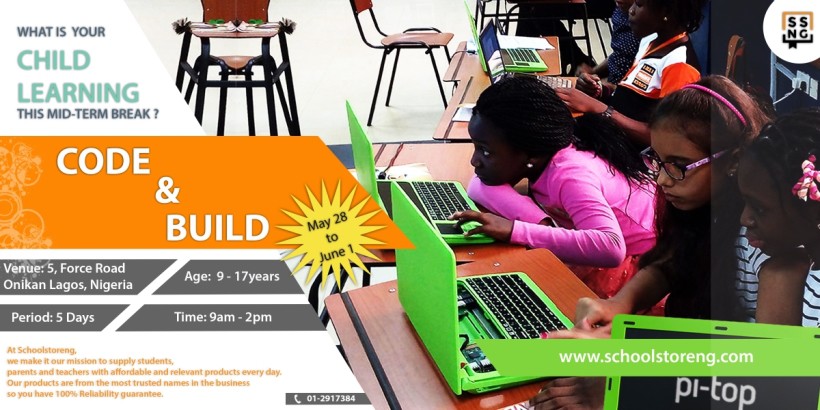 WHAT IS YOUR
CHILD
LEARNING
THIS MID-TERM BREAK ?
CODE
&
BUILD
May 28
to
June 1
Venue: 5, Force Road
Onikan Lagos, Nigeria
Age: 9 - 17years
Period: 5 Days
Time: 9am - 2pm
At Schoolstoreng,
we make it our mission to supply students,
parents and teachers with affordable and relevant products every day.
Our products are from the most trusted names in the business
so you have 100% Reliability guarantee.
01-2917384
SS
NG
www.schoolstoreng.com
pi-top